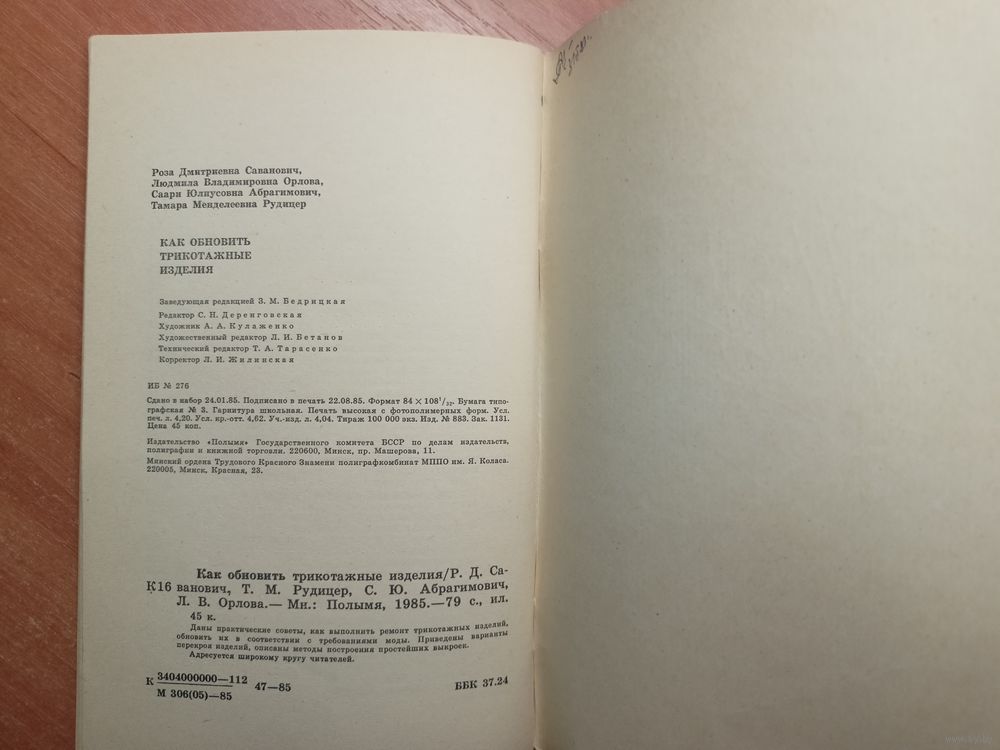 Роза Дмитриевна Саванович,
Людмила Владимировна Орлова,
Саари Юлиусовна Абрагимович,
Тамара Менделеевна Рудицер
КАК ОБНОВИТЬ
ТРИКОТАЖНЫЕ
ИЗДЕЛИЯ
Заведующая редакцией З. М. Бедрицкая
Редактор С. Н. Деренговская
Художник А. А. Кулаженко
Художественный редактор Л. И. Бетанов
Технический редактор Т. А. Тарасенко
Корректор Л. И. Жилинская
ИБ № 276
Сдано в набор 24.01.85. Подписано в печать 22.08.85. Формат 84 × 108¹/₃₂. Бумага типо-
графская № 3. Гарнитура школьная. Печать высокая с фотополимерных форм. Усл.
печ. л. 4,20. Усл. кр.-отт. 4,62. Уч.-изд. л. 4,04. Тираж 100 000 экз. Изд. № 883. Зак. 1131.
Цена 45 коп.
Издательство «Полымя» Государственного комитета БССР по делам издательств,
полиграфии и книжной торговли. 220600, Минск, пр. Машерова, 11.
Минский ордена Трудового Красного Знамени полиграфкомбинат МППО им. Я. Коласа.
220005, Минск, Красная, 23.
Как обновить трикотажные изделия/Р. Д. Са-
К16 ванович, Т. М. Рудицер, С. Ю. Абрагимович,
Л. В. Орлова.— Мн.: Полымя, 1985.—79 с., ил.
45 к.
Даны практические советы, как выполнить ремонт трикотажных изделий,
обновить их в соответствии с требованиями моды. Приведены варианты
перекроя изделий, описаны методы построения простейших выкроек.
Адресуется широкому кругу читателей.
К 3404000000—112
М 306(05)—85
47—85
ББК 37.24